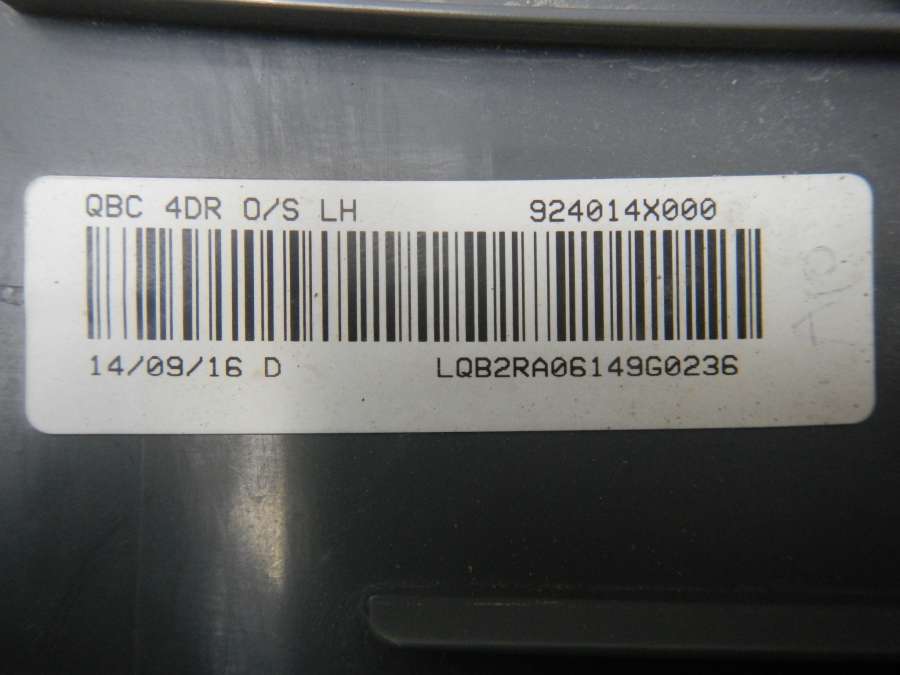 QBC 4DR O/S LH 924014X000
14/09/16 D LQB2RA06149G0236